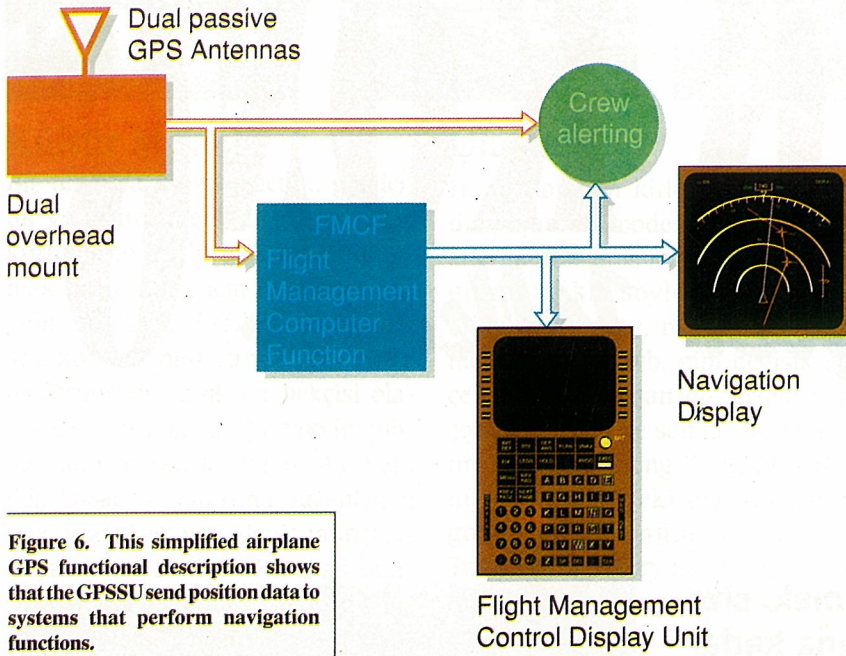 Dual passive
GPS Antennas
Crew
alerting
Dual
overhead
mount
FMCF
Flight
Management
Computer
Function
Navigation
Display
Flight Management
Control Display Unit
Figure 6. This simplified airplane
GPS functional description shows
that the GPSSU send position data to
systems that perform navigation
functions.